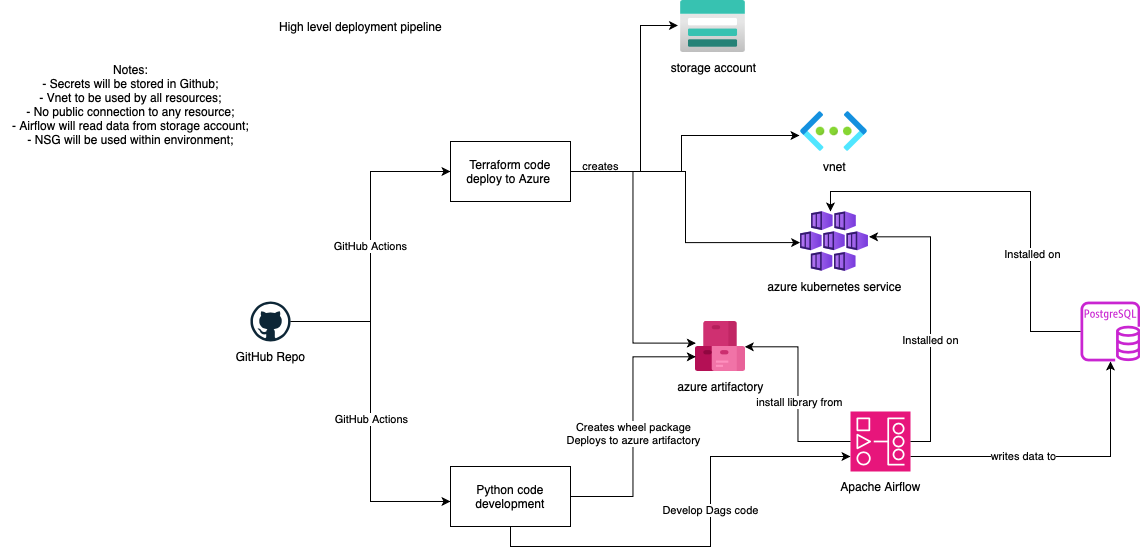 High level deployment pipeline
Notes:
- Secrets will be stored in Github;
- Vnet to be used by all resources;
- No public connection to any resource;
- Airflow will read data from storage account;
- NSG will be used within environment;
storage account
Terraform code
deploy to Azure
creates
vnet
GitHub Actions
azure kubernetes service
Installed on
GitHub Repo
PostgreSQL
Installed on
azure artifactory
install library from
GitHub Actions
Creates wheel package
Deploys to azure artifactory
writes data to
Apache Airflow
Python code
development
Develop Dags code